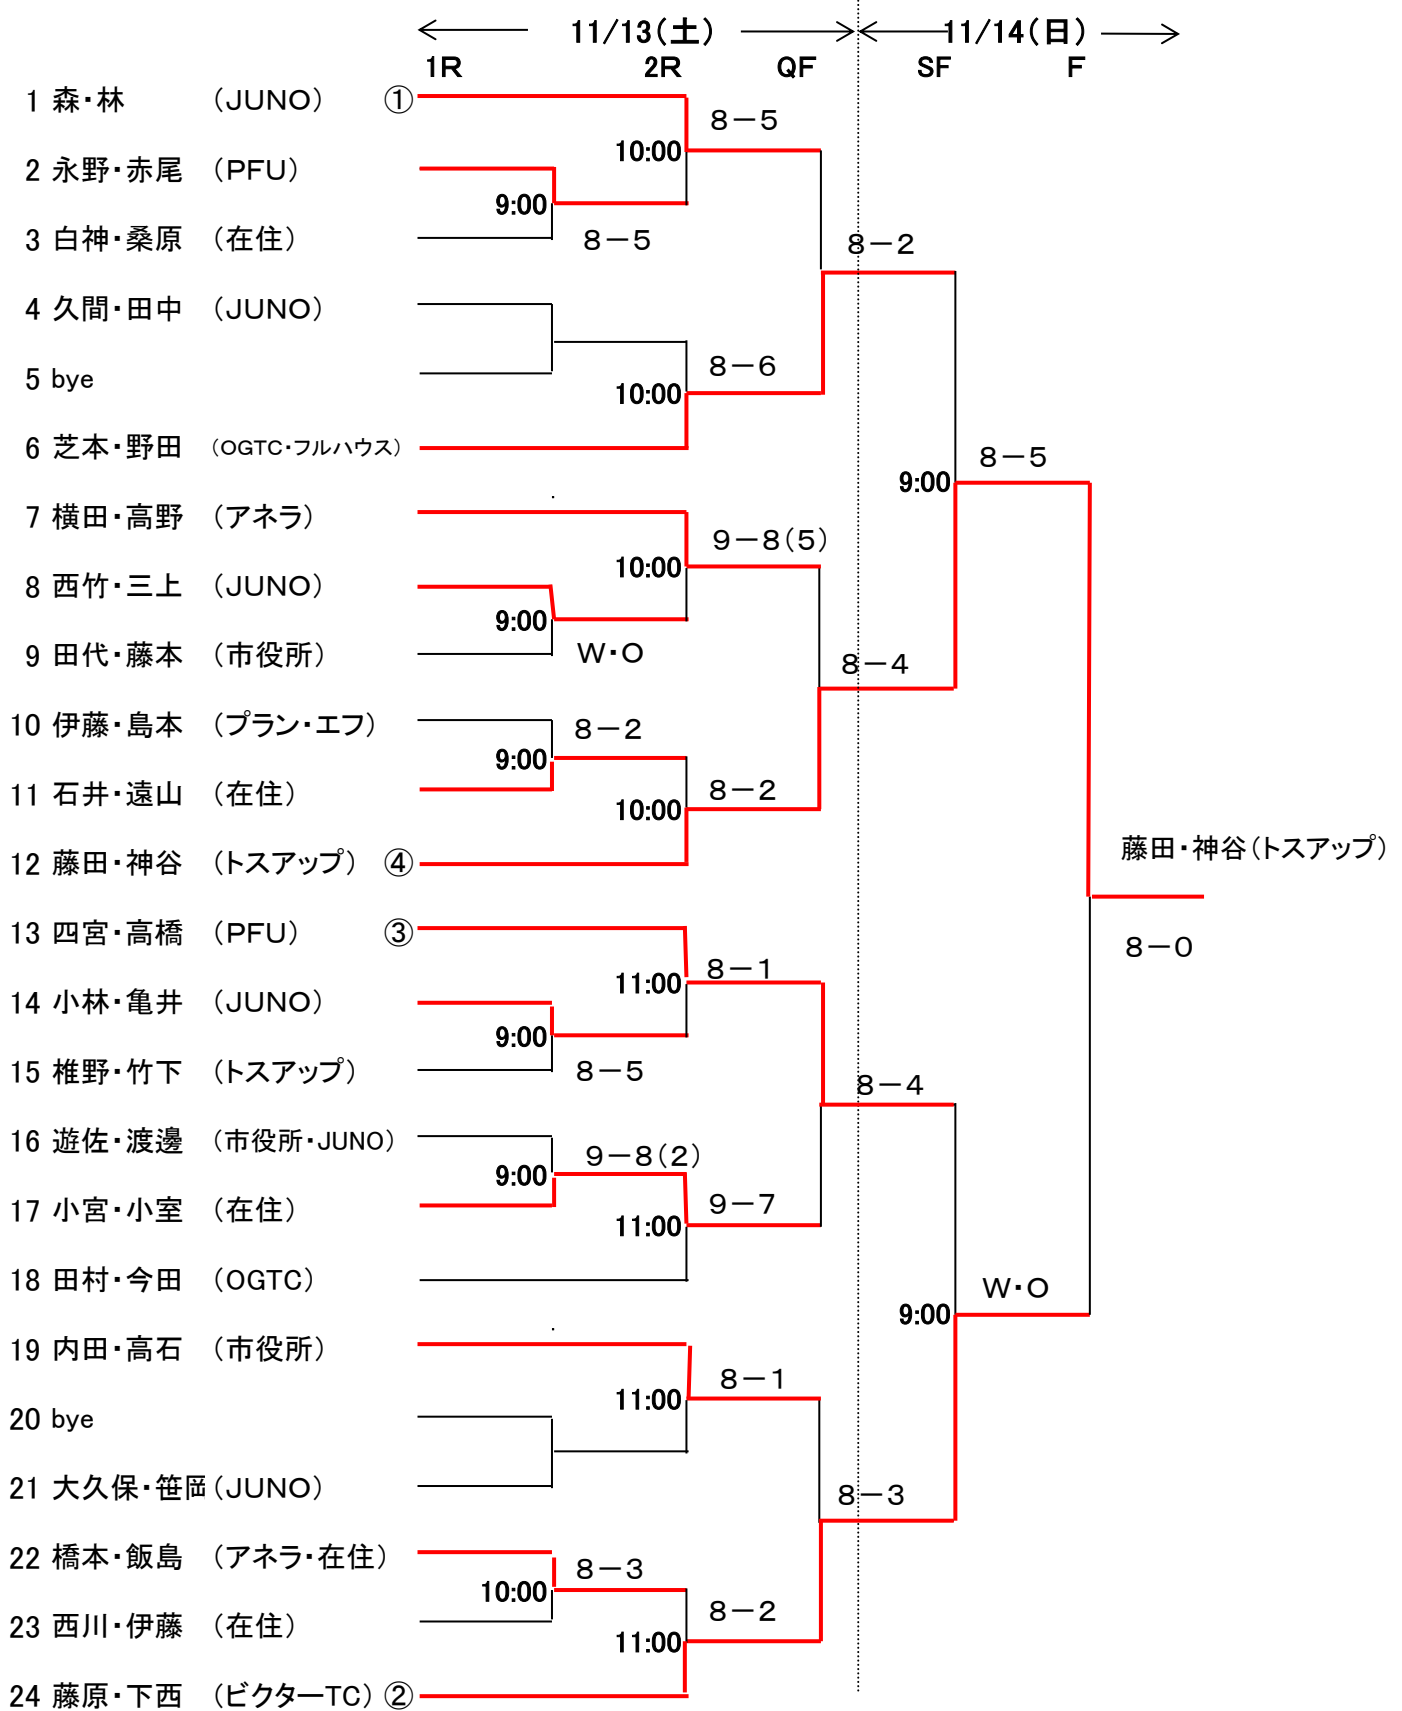 11/13(土) 11/14(日)
1R 2R QF SF F
1 森・林 (JUNO) ①
8－5
10:00
2 永野・赤尾 (PFU)
9:00
3 白神・桑原 (在住)
8－5
8－2
4 久間・田中 (JUNO)
8－6
5 bye
10:00
6 芝本・野田 (OGTC・フルハウス)
8－5
9:00
7 横田・高野 (アネラ)
9－8(5)
10:00
8 西竹・三上 (JUNO)
9:00
9 田代・藤本 (市役所)
W・O
8－4
10 伊藤・島本 (プラン・エフ)
8－2
9:00
11 石井・遠山 (在住)
8－2
10:00
12 藤田・神谷 (トスアップ) ④
藤田・神谷(トスアップ)
13 四宮・高橋 (PFU) ③
8－0
8－1
11:00
14 小林・亀井 (JUNO)
9:00
15 椎野・竹下 (トスアップ)
8－5
8－4
16 遊佐・渡邊 (市役所・JUNO)
9－8(2)
9:00
17 小宮・小室 (在住)
9－7
11:00
18 田村・今田 (OGTC)
W・O
9:00
19 内田・高石 (市役所)
8－1
11:00
20 bye
21 大久保・笹岡(JUNO)
8－3
22 橋本・飯島 (アネラ・在住)
8－3
10:00
23 西川・伊藤 (在住)
8－2
11:00
24 藤原・下西 (ビクターTC) ②